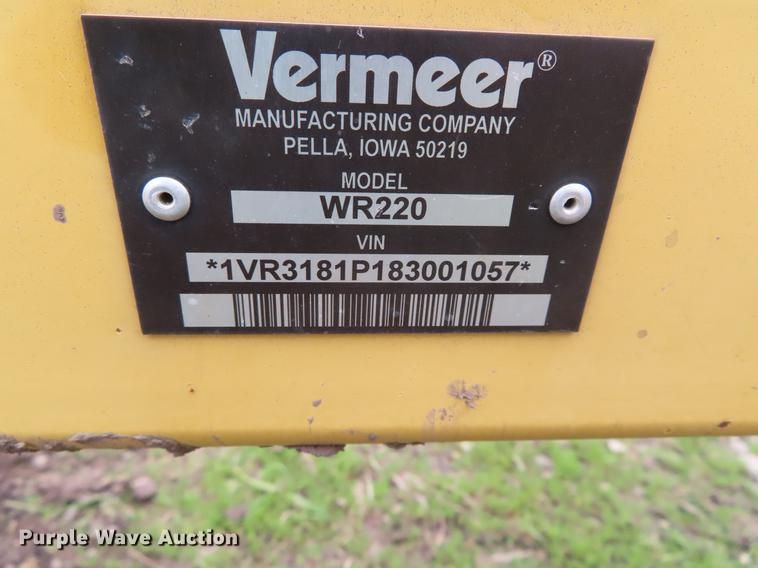 Vermeer®
MANUFACTURING COMPANY
PELLA, IOWA 50219
MODEL
WR220
VIN
*1VR3181P183001057*
Purple Wave Auction®